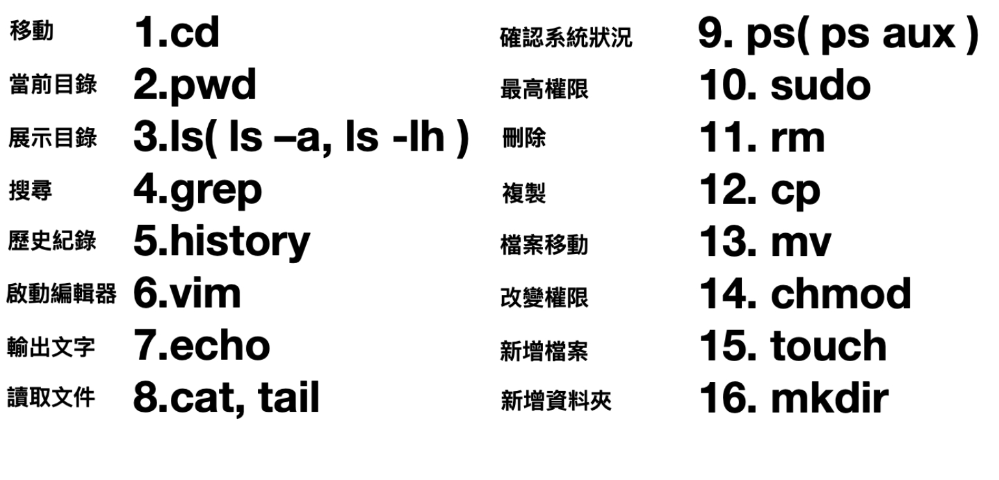 移動 1.cd
當前目錄 2.pwd
展示目錄 3.ls( ls –a, ls -lh )
搜尋 4.grep
歷史紀錄 5.history
啟動編輯器 6.vim
輸出文字 7.echo
讀取文件 8.cat, tail
確認系統狀況 9. ps( ps aux )
最高權限 10. sudo
刪除 11. rm
複製 12. cp
檔案移動 13. mv
改變權限 14. chmod
新增檔案 15. touch
新增資料夾 16. mkdir